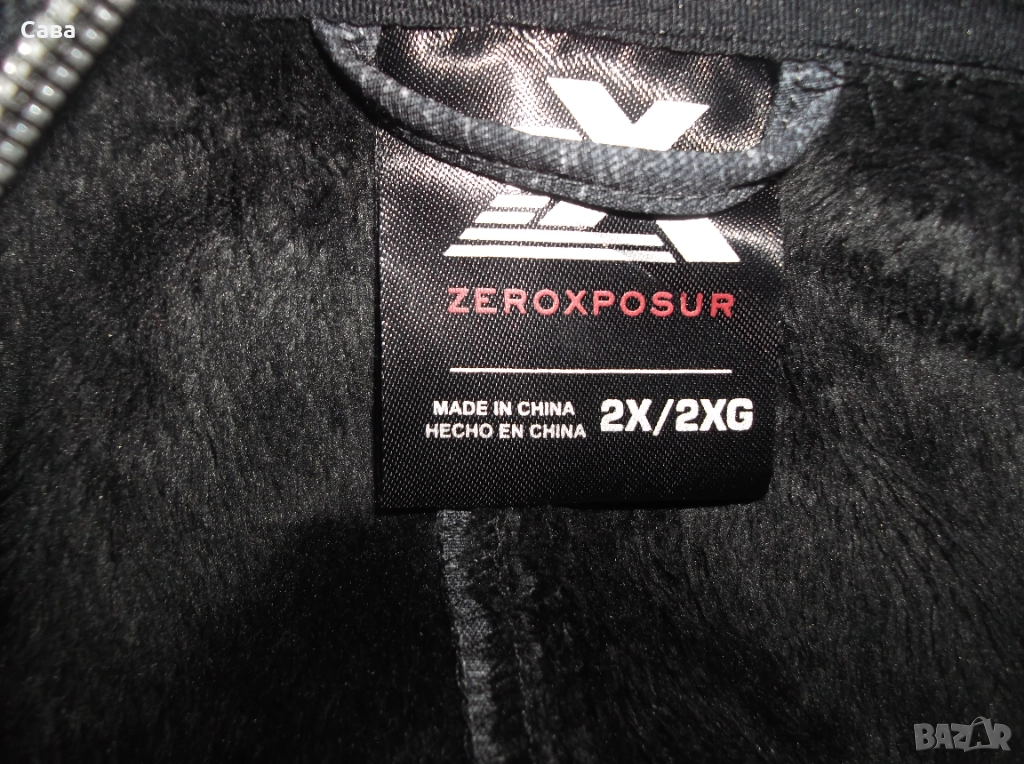 Сава
ZEROXPOSUR
MADE IN CHINA 2X/2XG
HECHO EN CHINA
BAZAR